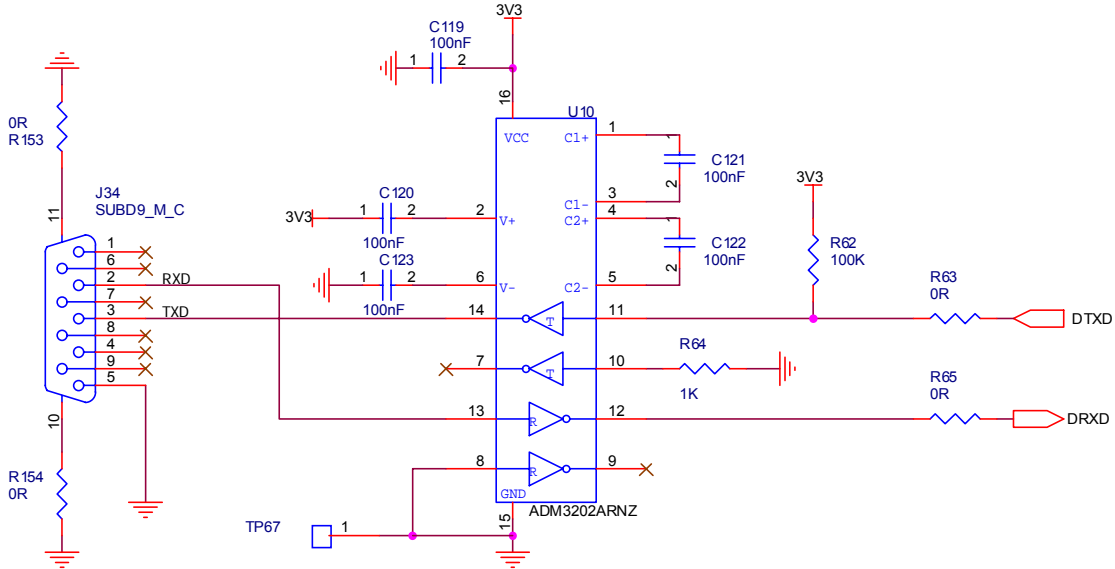 3V3
C119
100nF
1
2
16
U10
0R
R153
VCC
C1+
1
1
C121
100nF
2
J34
SUBD9_M_C
C1-
3
3V3
11
C120
3V3
1
2
2
V+
C2+
4
1
100nF
R62
100K
C122
100nF
1
6
2
RXD
7
3
TXD
8
4
9
5
C123
1
2
6
V-
C2-
5
2
100nF
R63
0R
14
T
11
DTXD
7
T
10
R64
1K
R65
0R
10
13
R
12
DRXD
R154
0R
8
R
9
GND
ADM3202ARNZ
15
TP67
1